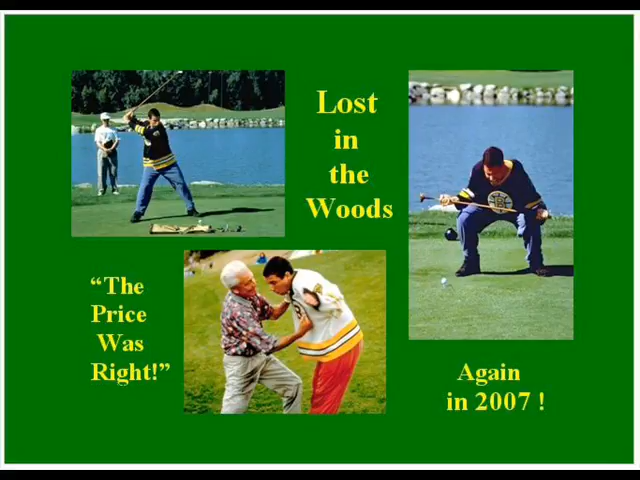 Lost
in
the
Woods
“The
Price
Was
Right!”
Again
in 2007 !